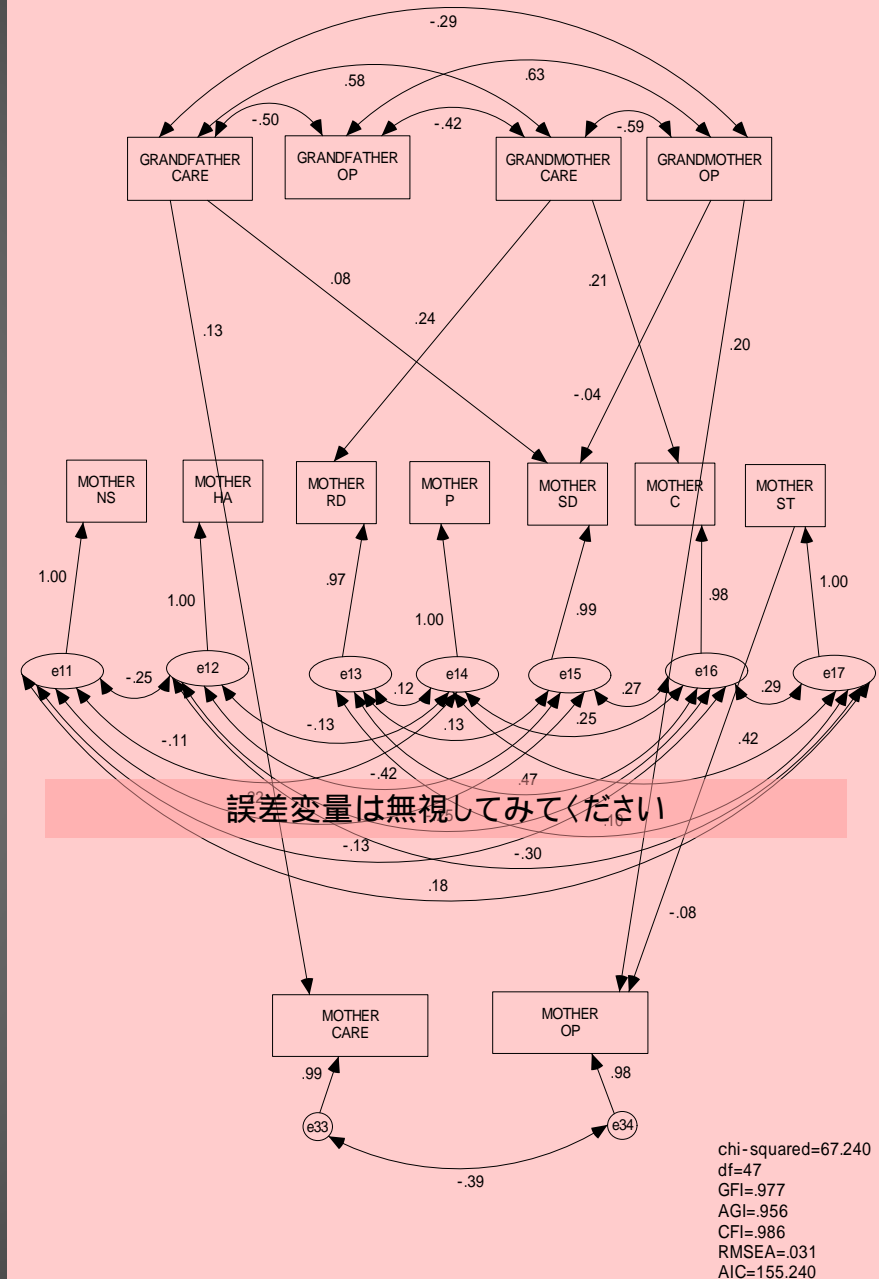 -.29
.58
.63
-.50
-.42
-.59
GRANDFATHER
CARE
GRANDFATHER
OP
GRANDMOTHER
CARE
GRANDMOTHER
OP
.08
.21
.13
.24
.20
-.04
MOTHER
NS
MOTHER
HA
MOTHER
RD
MOTHER
P
MOTHER
SD
MOTHER
C
MOTHER
ST
1.00
1.00
.97
1.00
.99
.98
1.00
e11
-.25
e12
e13
.12
e14
e15
.27
e16
.29
e17
-.11
-.13
.13
.25
.42
-.42
.47
誤差変量は無視してみてください
.10
-.13
-.30
.18
-.08
MOTHER
CARE
MOTHER
OP
.99
.98
e33
e34
-.39
chi-squared=67.240
df=47
GFI=.977
AGI=.956
CFI=.986
RMSEA=.031
AIC=155.240